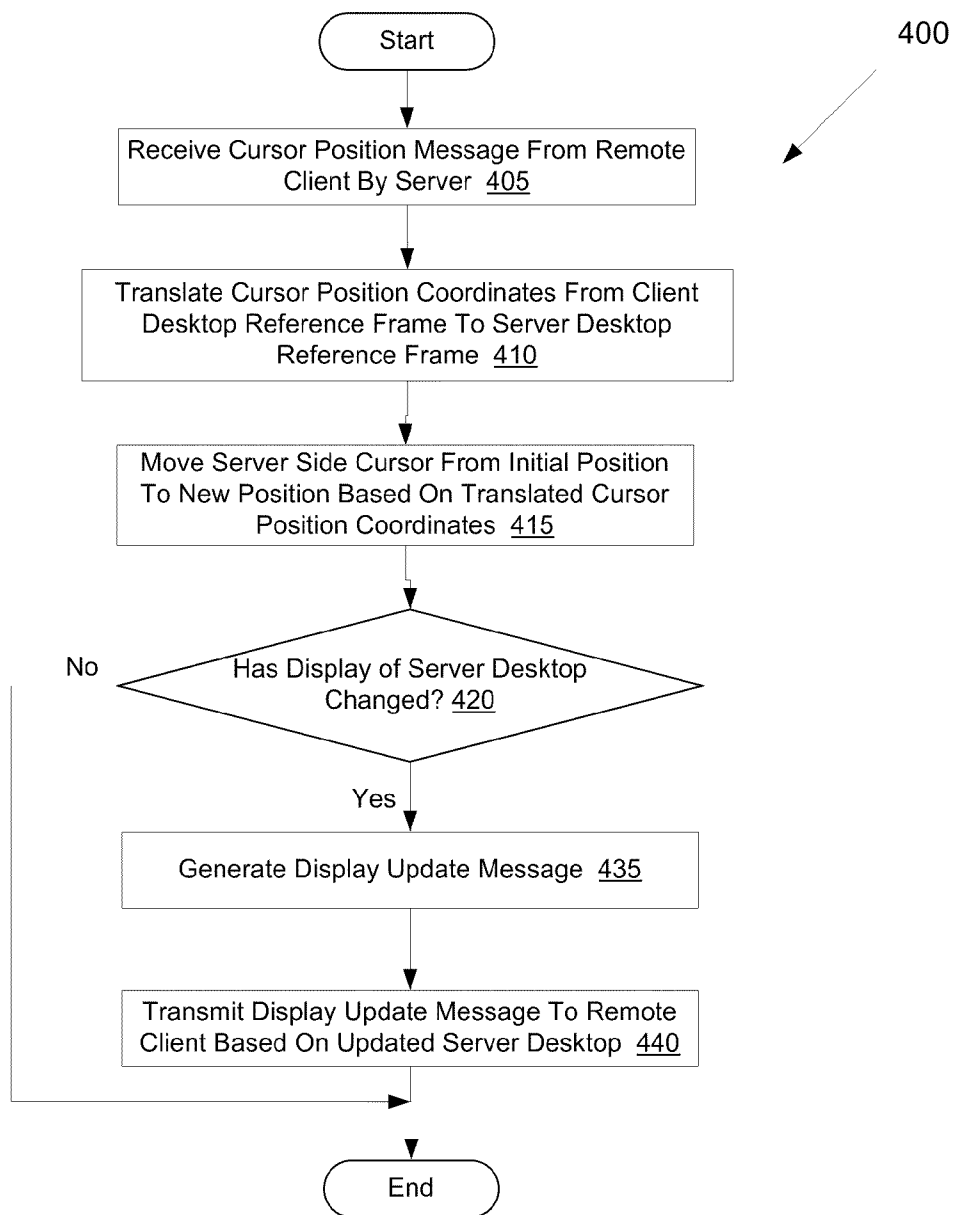 Start
400
Receive Cursor Position Message From Remote
Client By Server 405
Translate Cursor Position Coordinates From Client
Desktop Reference Frame To Server Desktop
Reference Frame 410
Move Server Side Cursor From Initial Position
To New Position Based On Translated Cursor
Position Coordinates 415
No
Has Display of Server Desktop
Changed? 420
Yes
Generate Display Update Message 435
Transmit Display Update Message To Remote
Client Based On Updated Server Desktop 440
End